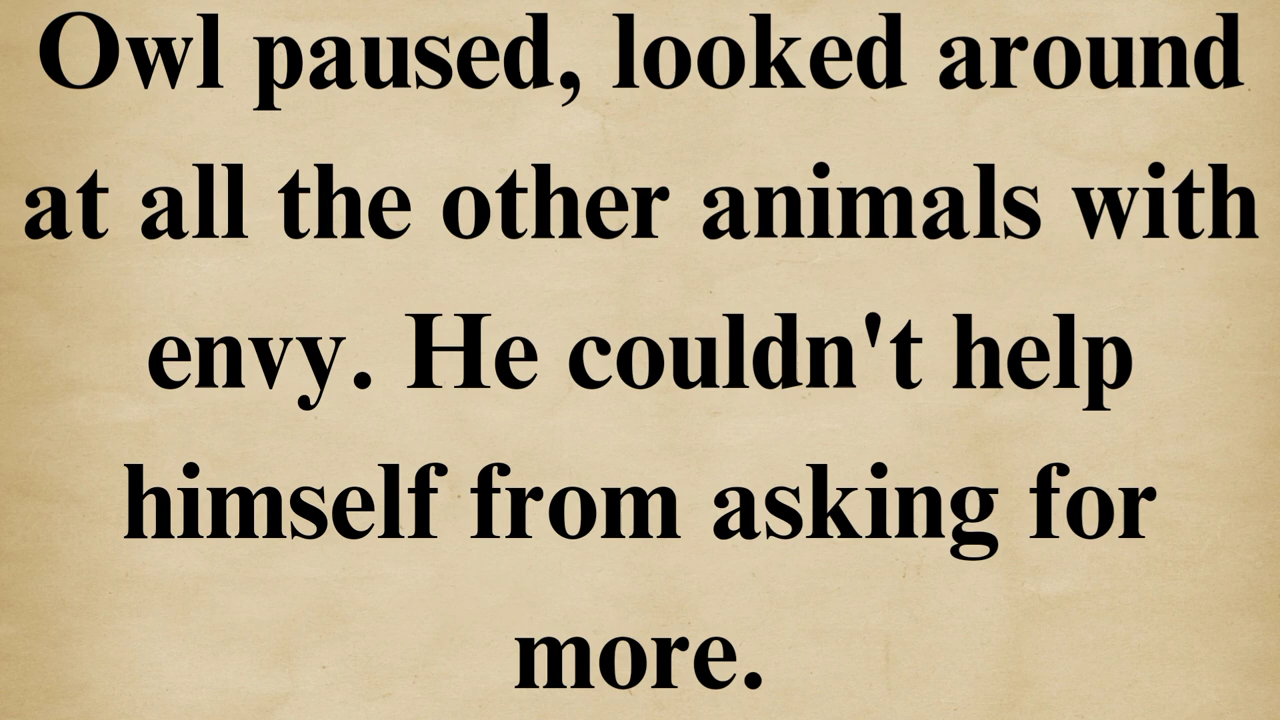 Owl paused, looked around
at all the other animals with
envy. He couldn't help
himself from asking for
more.